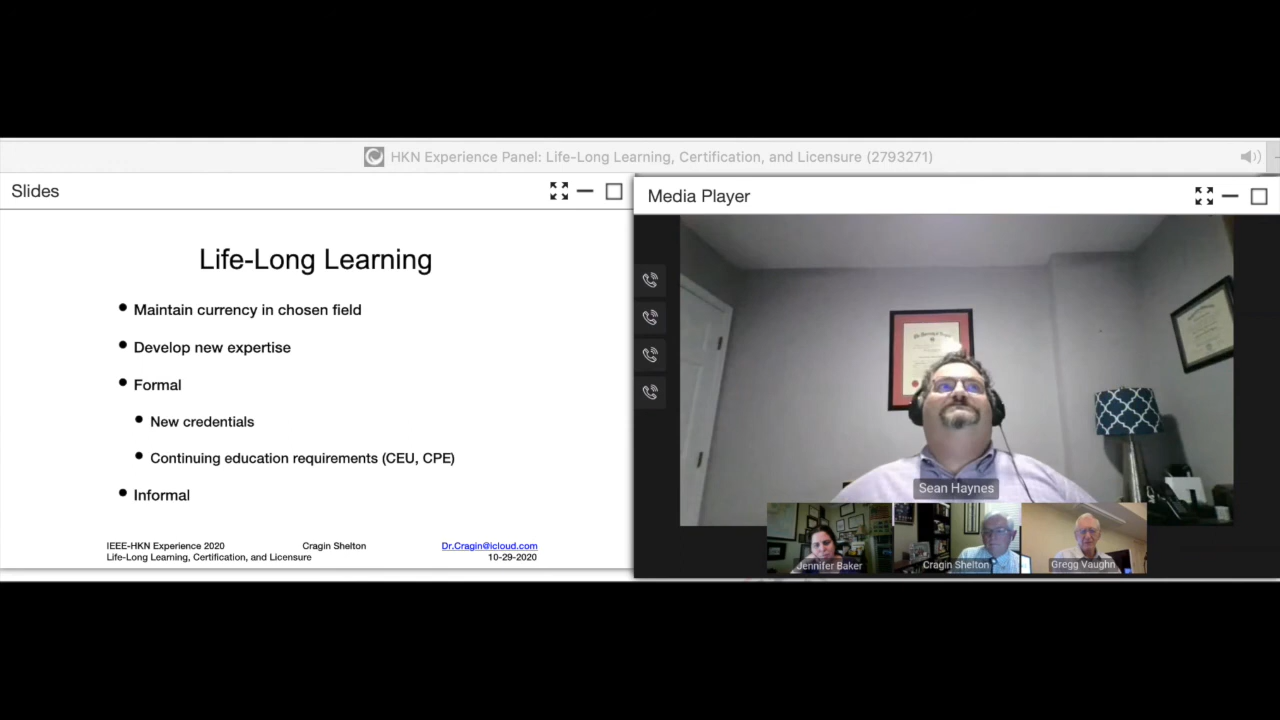 HKN Experience Panel: Life-Long Learning, Certification, and Licensure (2793271)
Slides
Life-Long Learning
Maintain currency in chosen field
Develop new expertise
Formal
New credentials
Continuing education requirements (CEU, CPE)
Informal
IEEE-HKN Experience 2020 Cragin Shelton Dr.Cragin@icloud.com
Life-Long Learning, Certification, and Licensure 10-29-2020
Media Player
Sean Haynes
Jennifer Baker Cragin Shelton Gregg Vaughn